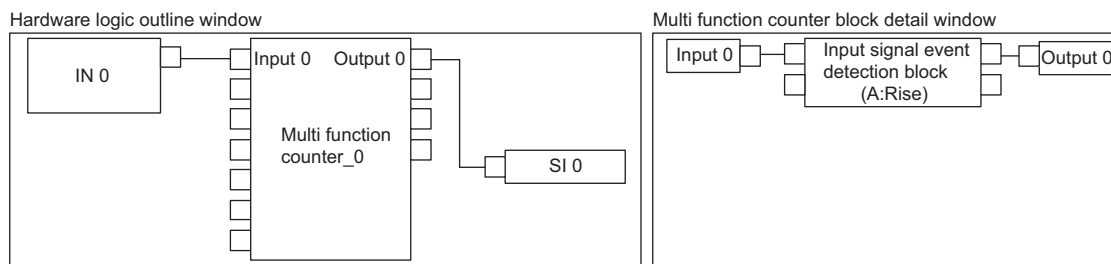 Hardware logic outline window
IN 0
Input 0
Output 0
Multi function
counter_0
SI 0
Multi function counter block detail window
Input 0
Input signal event
detection block
(A:Rise)
Output 0